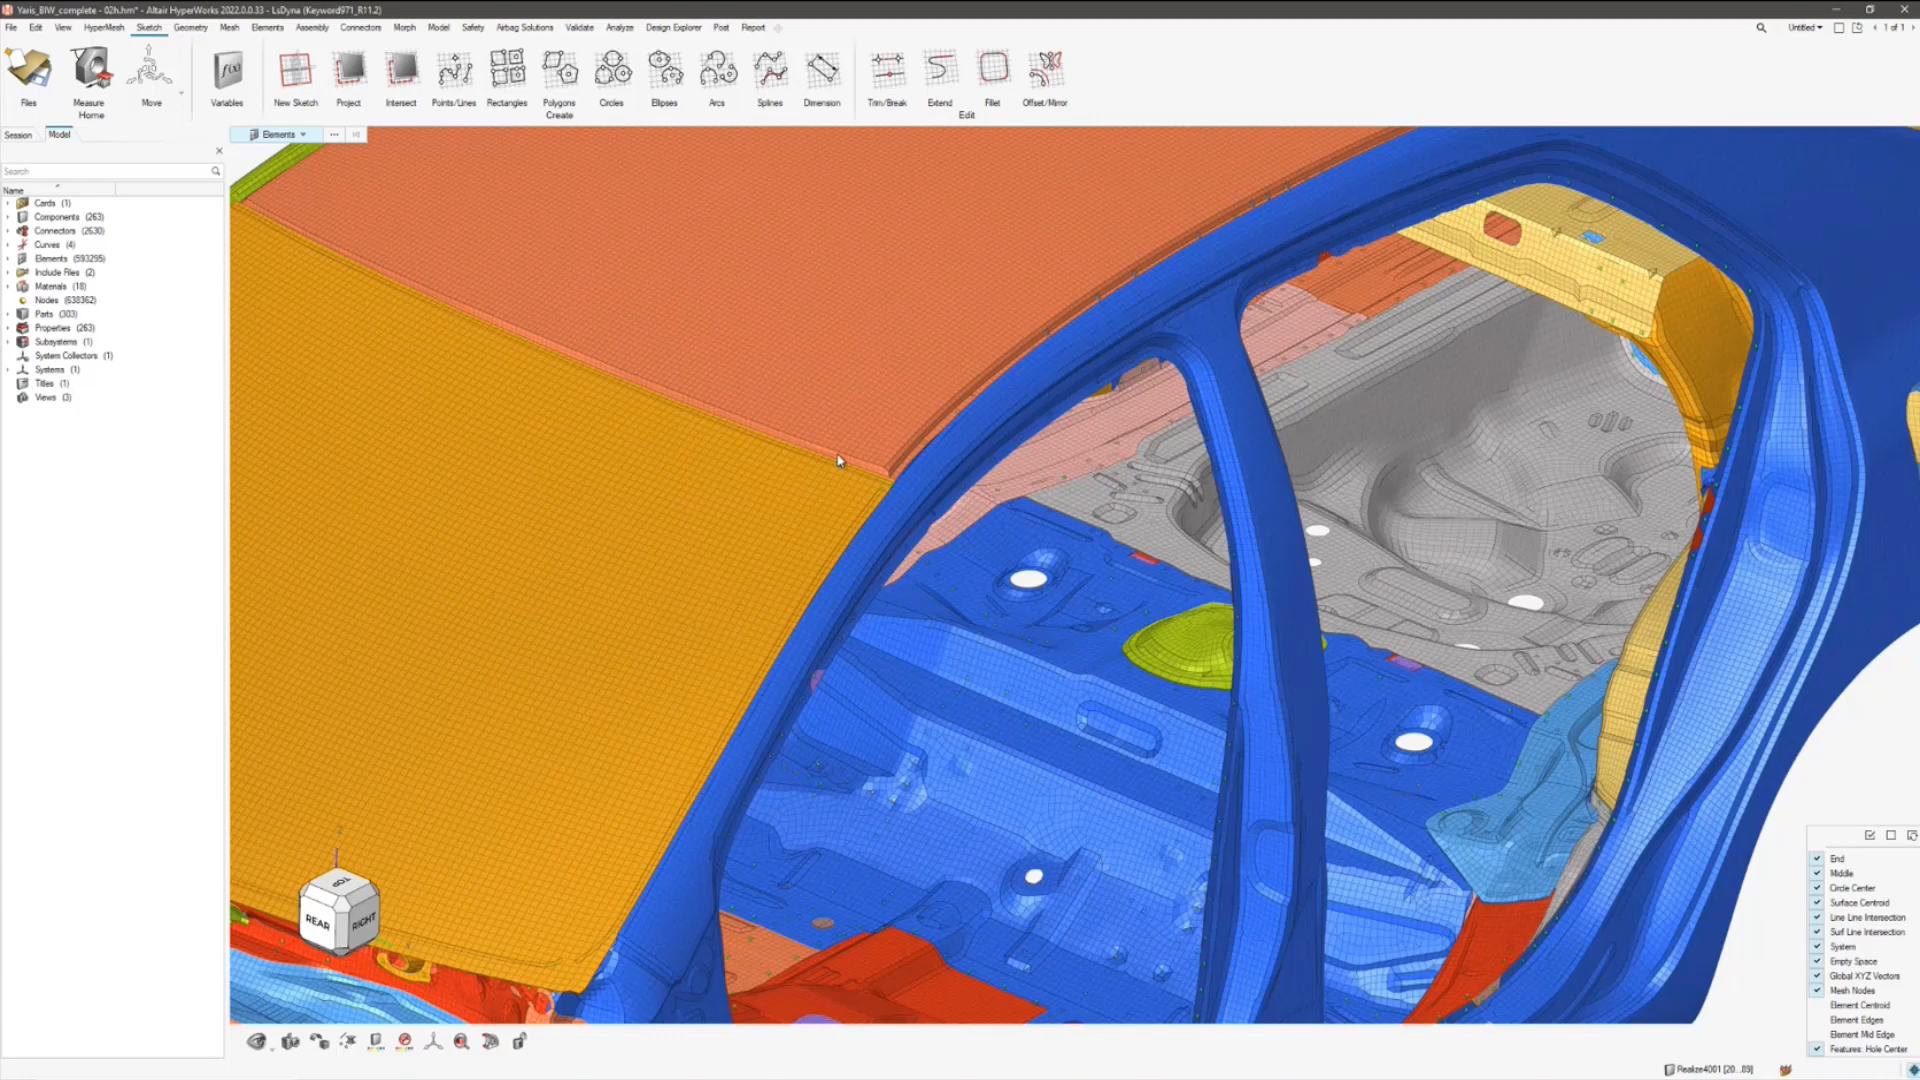 Yaris_BIW_complete - 02h.hm* - Altair HyperWorks 2022.0.0.33 - LsDyna (Keyword971_R11.2)
File Edit View HyperMesh Sketch Geometry Mesh Elements Assembly Connectors Morph Model Safety Airbag Solutions Validate Analyze Design Explorer Post Report
Untitled 1 of 1
Files Measure Move Variables New Sketch Project Intersect Points/Lines Rectangles Polygons Circles Ellipses Arcs Splines Dimension Trim/Break Extend Fillet Offset/Mirror
Home Create Edit
Session Model Elements
Search
Name
Cards (1)
Components (263)
Connectors (2630)
Curves (4)
Elements (593295)
Include Files (2)
Materials (18)
Nodes (638362)
Parts (303)
Properties (263)
Subsystems (1)
System Collectors (1)
Systems (1)
Titles (1)
Views (3)
Z
TOP
REAR RIGHT
End
Middle
Circle Center
Surface Centroid
Line Line Intersection
Surf Line Intersection
System
Empty Space
Global XYZ Vectors
Mesh Nodes
Element Centroid
Element Edges
Element Mid Edge
Features: Hole Center
Realize4001 [20...89]